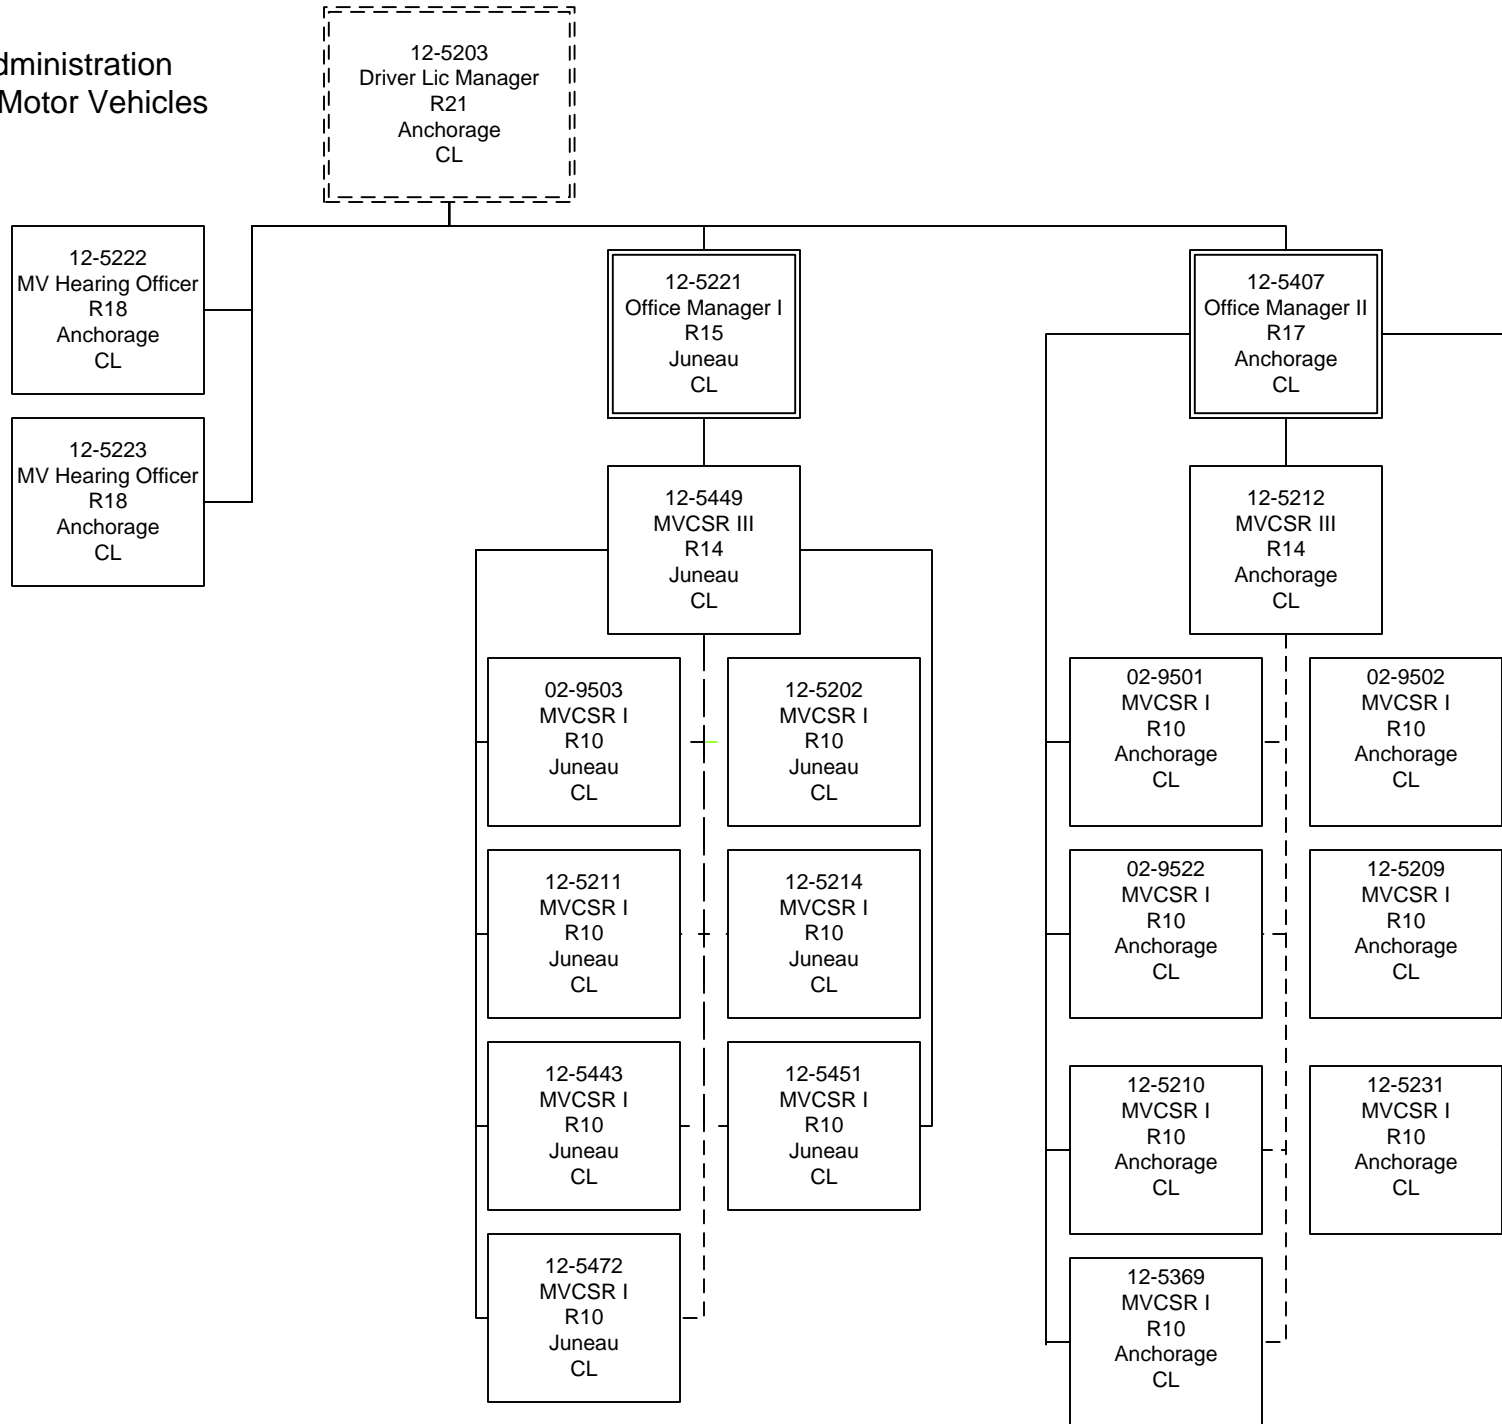 dministration
Motor Vehicles
12-5203
Driver Lic Manager
R21
Anchorage
CL
12-5222
MV Hearing Officer
R18
Anchorage
CL
12-5223
MV Hearing Officer
R18
Anchorage
CL
12-5221
Office Manager I
R15
Juneau
CL
12-5449
MVCSR III
R14
Juneau
CL
02-9503
MVCSR I
R10
Juneau
CL
12-5202
MVCSR I
R10
Juneau
CL
12-5211
MVCSR I
R10
Juneau
CL
12-5214
MVCSR I
R10
Juneau
CL
12-5443
MVCSR I
R10
Juneau
CL
12-5451
MVCSR I
R10
Juneau
CL
12-5472
MVCSR I
R10
Juneau
CL
12-5407
Office Manager II
R17
Anchorage
CL
12-5212
MVCSR III
R14
Anchorage
CL
02-9501
MVCSR I
R10
Anchorage
CL
02-9502
MVCSR I
R10
Anchorage
CL
02-9522
MVCSR I
R10
Anchorage
CL
12-5209
MVCSR I
R10
Anchorage
CL
12-5210
MVCSR I
R10
Anchorage
CL
12-5231
MVCSR I
R10
Anchorage
CL
12-5369
MVCSR I
R10
Anchorage
CL